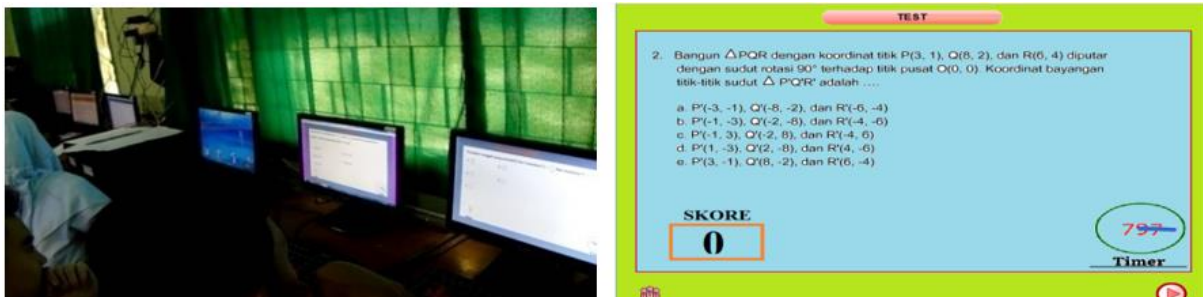 TEST
2. Bangun △PQR dengan koordinat titik P(3, 1), Q(8, 2), dan R(6, 4) diputar
dengan sudut rotasi 90° terhadap titik pusat O(0, 0). Koordinat bayangan
titik-titik sudut △ P'Q'R' adalah ....
a. P'(-3, -1), Q'(-8, -2), dan R'(-6, -4)
b. P'(-1, -3), Q'(-2, -8), dan R'(-4, -6)
c. P'(-1, 3), Q'(-2, 8), dan R'(-4, 6)
d. P'(1, -3), Q'(2, -8), dan R'(4, -6)
e. P'(3, -1), Q'(8, -2), dan R'(6, -4)
SKORE
0
797
Timer